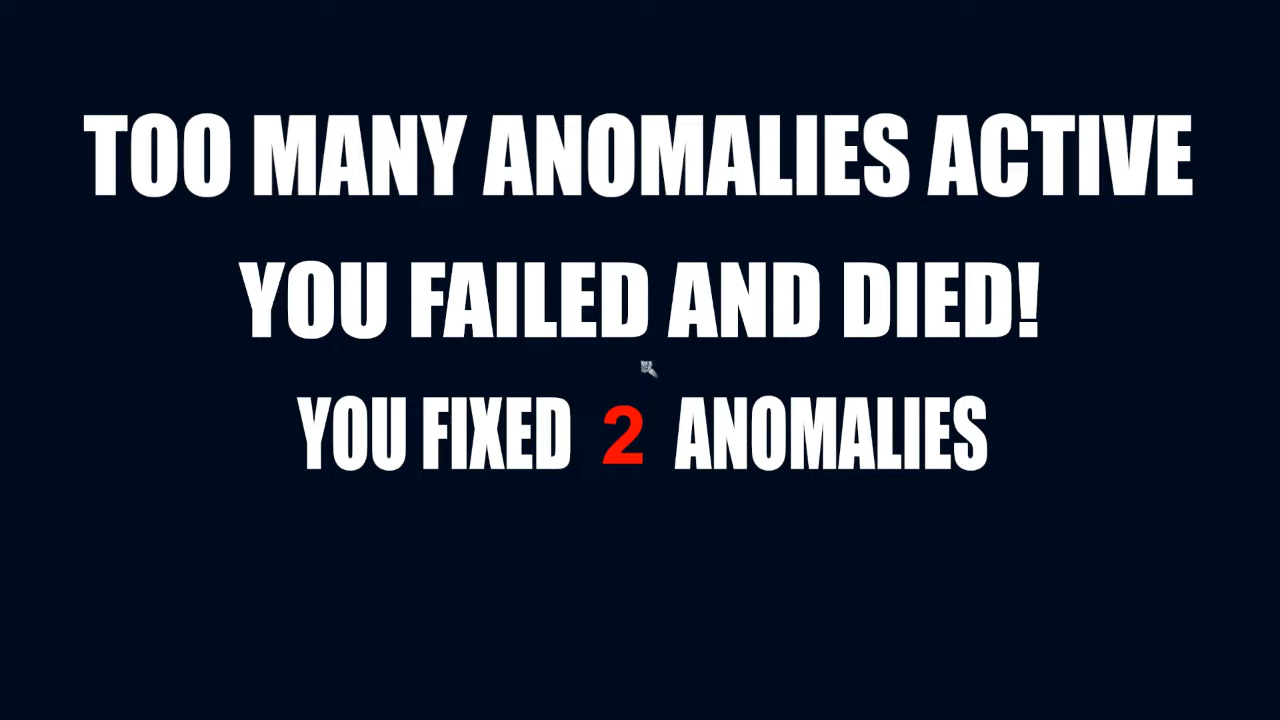 TOO MANY ANOMALIES ACTIVE
YOU FAILED AND DIED!
YOU FIXED 2 ANOMALIES